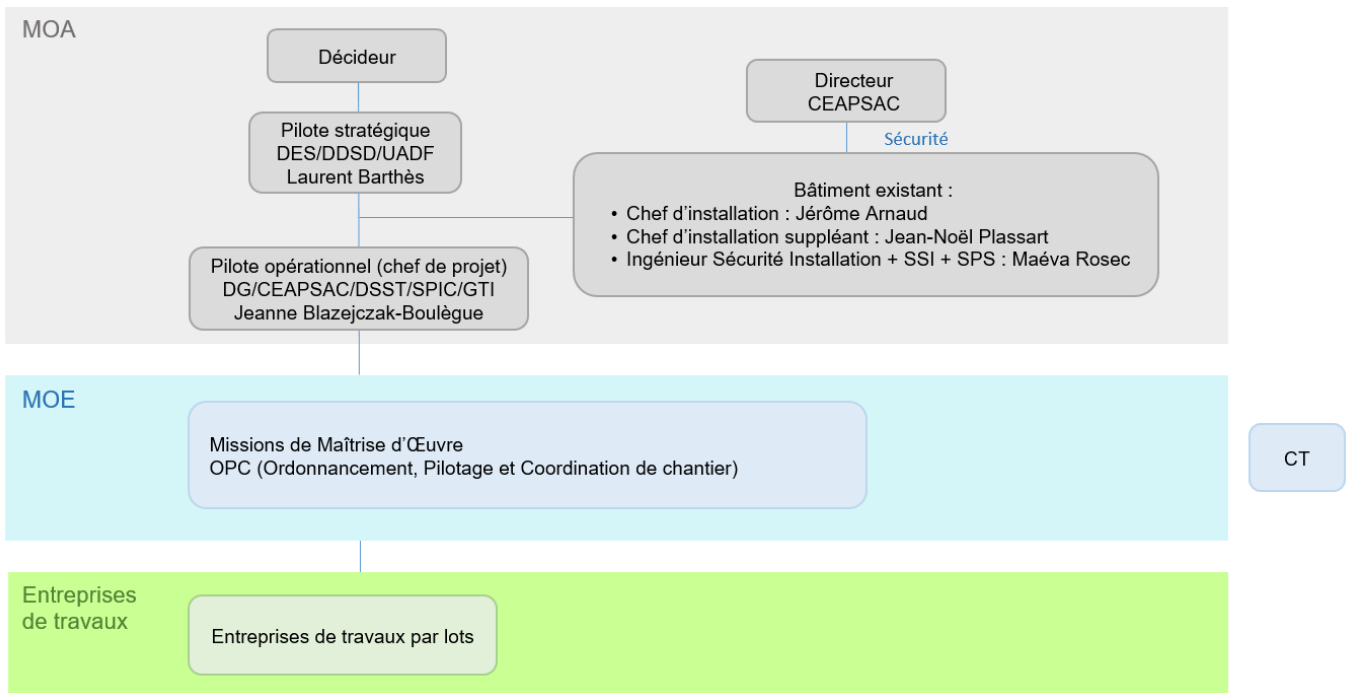 MOA
Décideur
Directeur
CEAPSAC
Sécurité
Pilote stratégique
DES/DDSD/UADF
Laurent Barthès
Bâtiment existant :
• Chef d'installation : Jérôme Arnaud
• Chef d'installation suppléant : Jean-Noël Plassart
• Ingénieur Sécurité Installation + SSI + SPS : Maéva Rosec
Pilote opérationnel (chef de projet)
DG/CEAPSAC/DSST/SPIC/GTI
Jeanne Blazejczak-Boulègue
MOE
Missions de Maîtrise d'Œuvre
OPC (Ordonnancement, Pilotage et Coordination de chantier)
CT
Entreprises
de travaux
Entreprises de travaux par lots